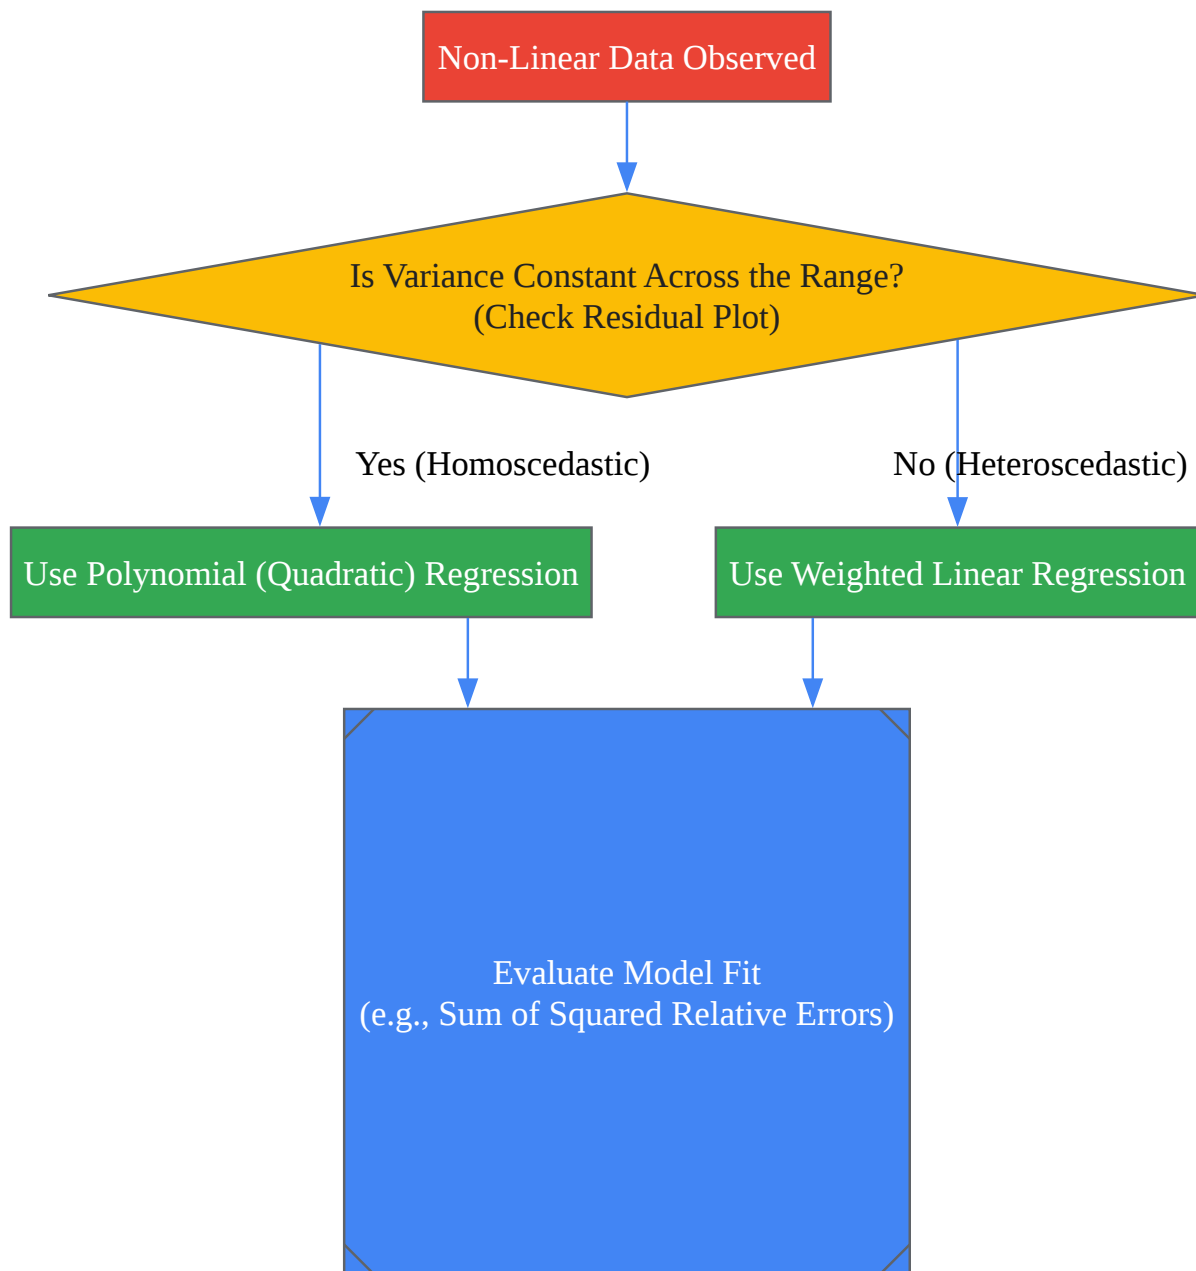 Non-Linear Data Observed
Is Variance Constant Across the Range?
(Check Residual Plot)
Yes (Homoscedastic)
No (Heteroscedastic)
Use Polynomial (Quadratic) Regression
Use Weighted Linear Regression
Evaluate Model Fit
(e.g., Sum of Squared Relative Errors)